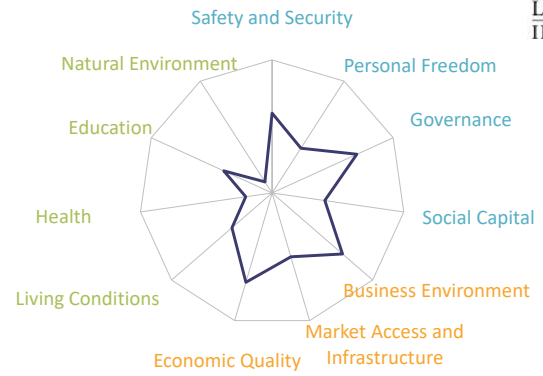 Safety and Security
Natural Environment
Personal Freedom
Education
Governance
Health
Social Capital
Living Conditions
Business Environment
Market Access and
Infrastructure
Economic Quality